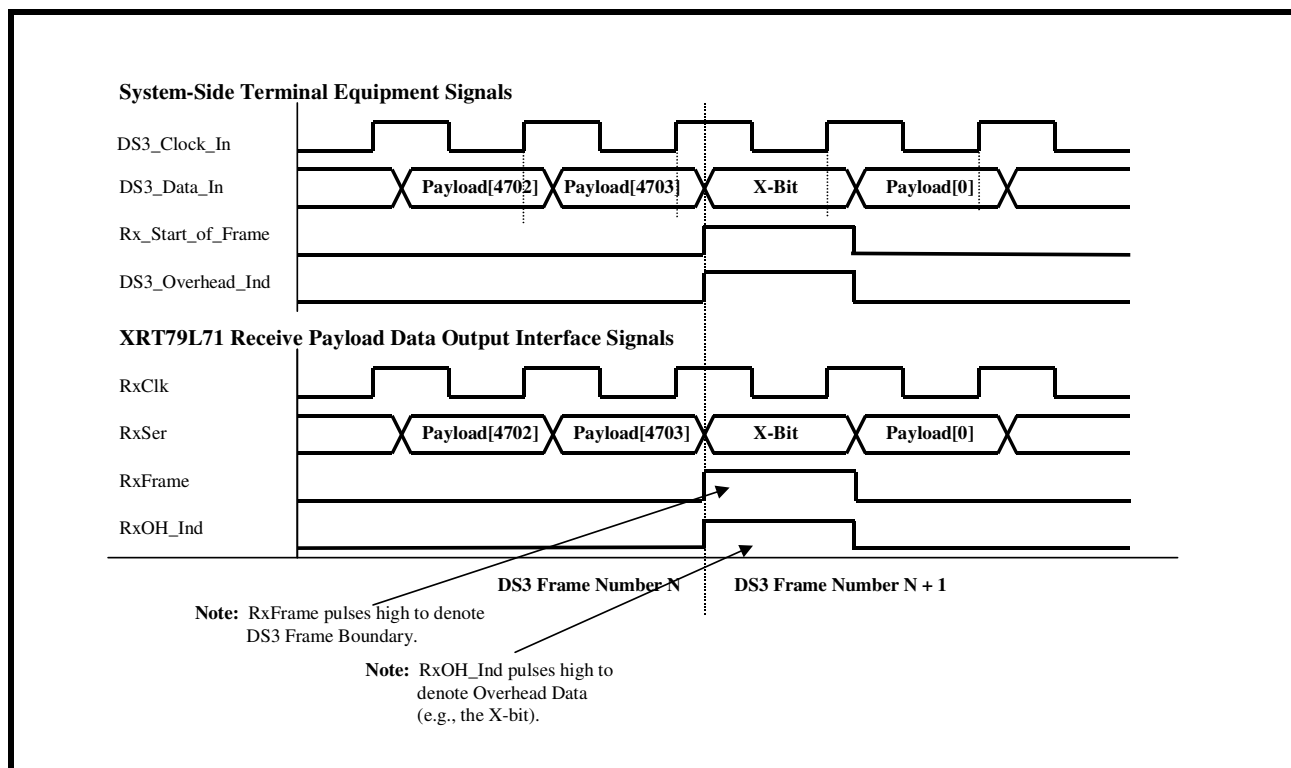 System-Side Terminal Equipment Signals
DS3_Clock_In
DS3_Data_In
Payload[4702]
Payload[4703]
X-Bit
Payload[0]
Rx_Start_of_Frame
DS3_Overhead_Ind
XRT79L71 Receive Payload Data Output Interface Signals
RxClk
RxSer
Payload[4702]
Payload[4703]
X-Bit
Payload[0]
RxFrame
RxOH_Ind
DS3 Frame Number N
DS3 Frame Number N + 1
Note: RxFrame pulses high to denote
DS3 Frame Boundary.
Note: RxOH_Ind pulses high to
denote Overhead Data
(e.g., the X-bit).